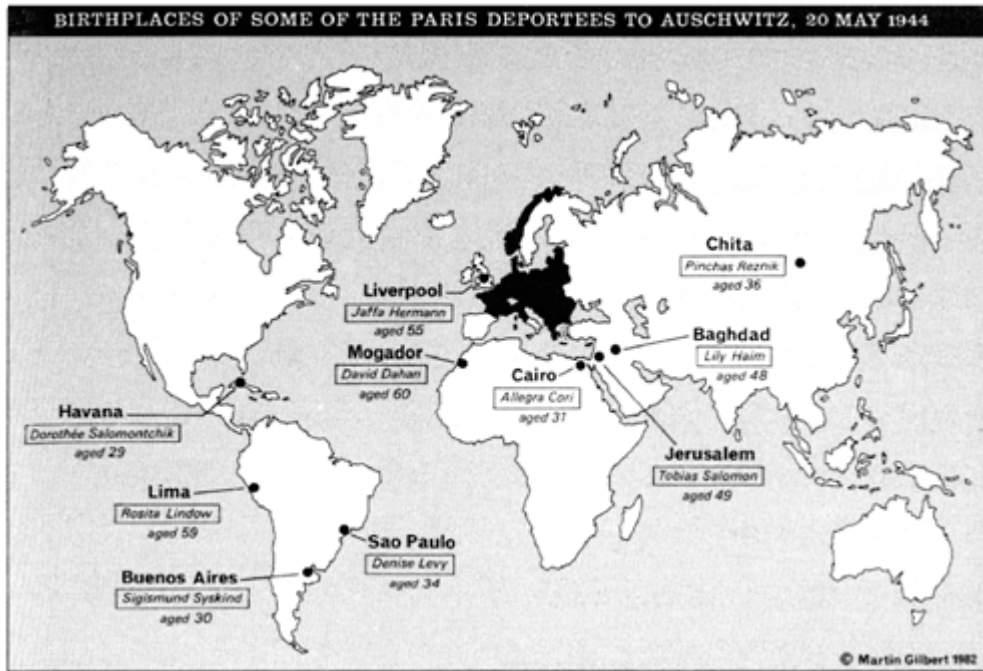 BIRTHPLACES OF SOME OF THE PARIS DEPORTEES TO AUSCHWITZ, 20 MAY 1944
Chita
Pinchas Reznik
aged 36
Liverpool
Jaffa Hermann
aged 55
Baghdad
Lily Haim
aged 48
Mogador
David Dahan
aged 60
Cairo
Allegra Cori
aged 31
Havana
Dorothée Salomontchik
aged 29
Jerusalem
Tobias Salomon
aged 49
Lima
Rosita Lindow
aged 59
Sao Paulo
Denise Levy
aged 34
Buenos Aires
Sigismund Syskind
aged 30
© Martin Gilbert 1982